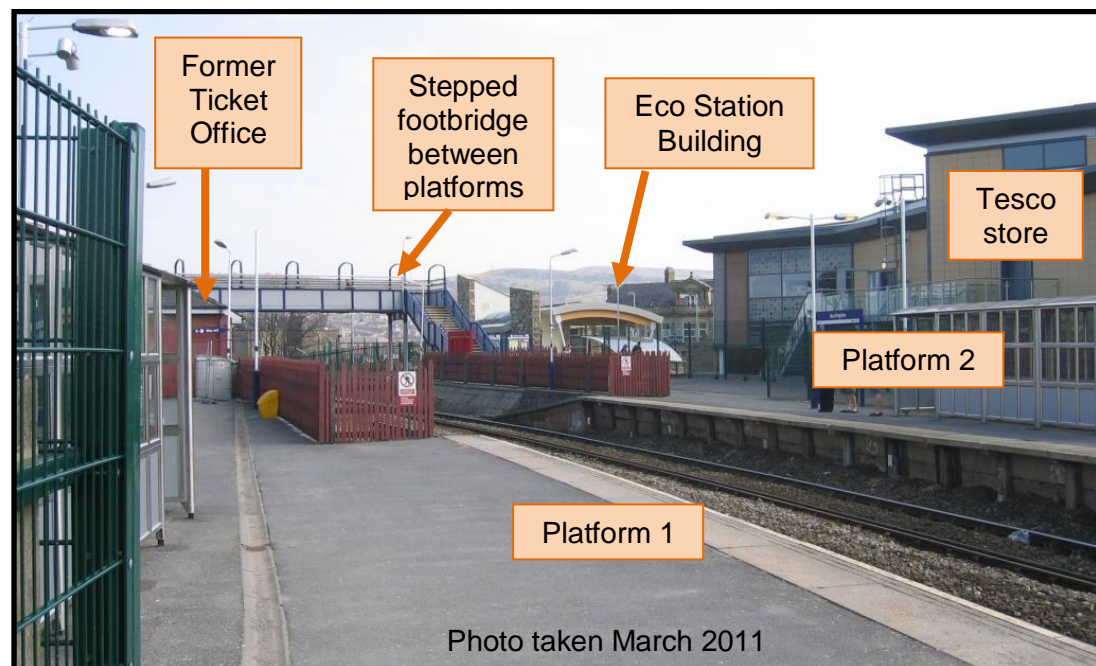 Former
Ticket
Office
Stepped
footbridge
between
platforms
Eco Station
Building
Tesco
store
Platform 2
Platform 1
Photo taken March 2011